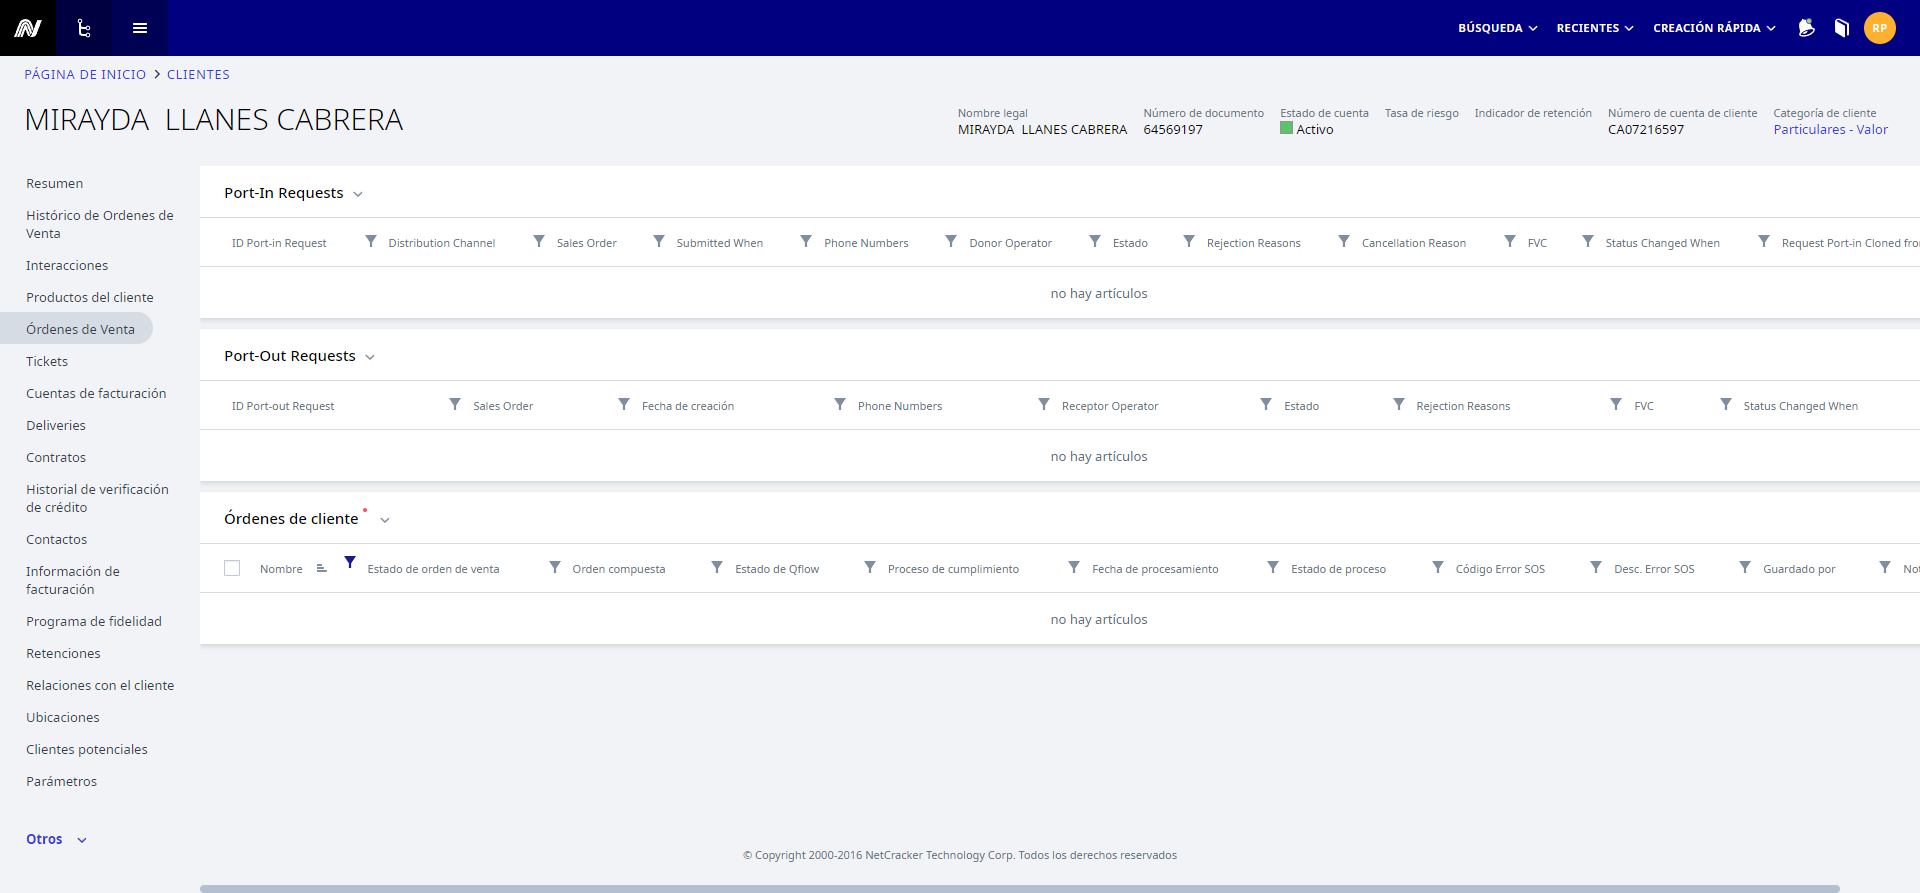 BÚSQUEDA RECIENTES CREACIÓN RÁPIDA RP
PÁGINA DE INICIO > CLIENTES
MIRAYDA  LLANES CABRERA
Nombre legal Número de documento Estado de cuenta Tasa de riesgo Indicador de retención Número de cuenta de cliente Categoría de cliente
MIRAYDA  LLANES CABRERA 64569197 Activo CA07216597 Particulares - Valor
Resumen
Histórico de Ordenes de
Venta
Interacciones
Productos del cliente
Órdenes de Venta
Tickets
Cuentas de facturación
Deliveries
Contratos
Historial de verificación
de crédito
Contactos
Información de
facturación
Programa de fidelidad
Retenciones
Relaciones con el cliente
Ubicaciones
Clientes potenciales
Parámetros
Otros
Port-In Requests
ID Port-in Request Distribution Channel Sales Order Submitted When Phone Numbers Donor Operator Estado Rejection Reasons Cancellation Reason FVC Status Changed When Request Port-in Cloned fro
no hay artículos
Port-Out Requests
ID Port-out Request Sales Order Fecha de creación Phone Numbers Receptor Operator Estado Rejection Reasons FVC Status Changed When
no hay artículos
Órdenes de cliente
Nombre Estado de orden de venta Orden compuesta Estado de Qflow Proceso de cumplimiento Fecha de procesamiento Estado de proceso Código Error SOS Desc. Error SOS Guardado por Not
no hay artículos
© Copyright 2000-2016 NetCracker Technology Corp. Todos los derechos reservados